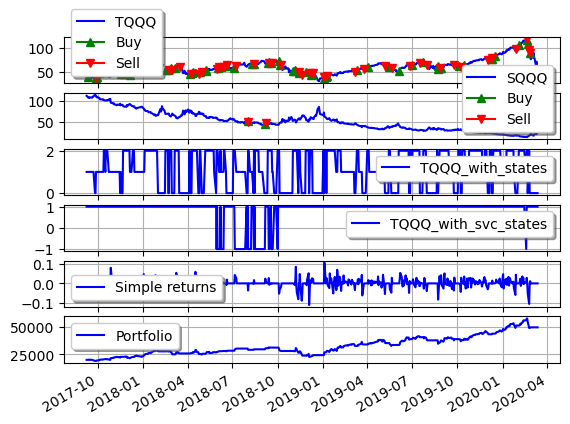 TQQQ
Buy
Sell
100
50
SQQQ
Buy
Sell
100
50
2
0
TQQQ_with_states
1
0
−1
TQQQ_with_svc_states
0.1
0.0
−0.1
Simple returns
50000
25000
Portfolio
2017-10
2018-01
2018-04
2018-07
2018-10
2019-01
2019-04
2019-07
2019-10
2020-01
2020-04